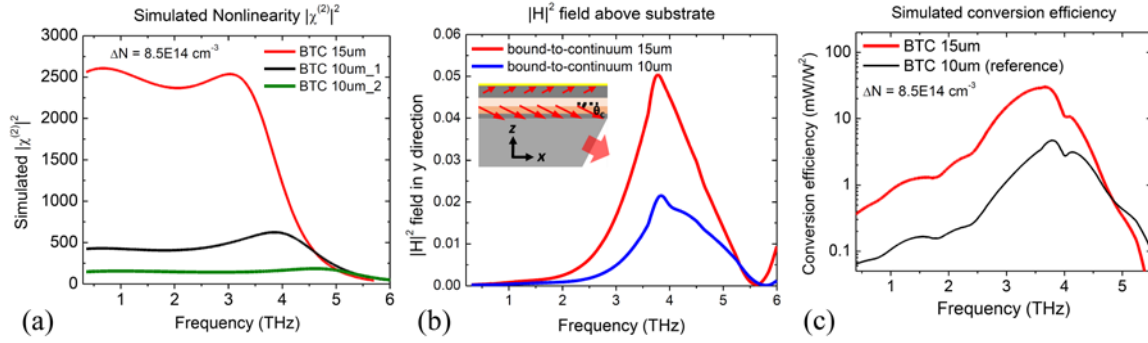 Simulated Nonlinearity |χ⁽²⁾|²
3000
2500
2000
1500
1000
500
0
Simulated |χ⁽²⁾|²
ΔN = 8.5E14 cm⁻³
BTC 15um
BTC 10um_1
BTC 10um_2
1 2 3 4 5 6
Frequency (THz)
(a)
|H|² field above substrate
0.06
0.05
0.04
0.03
0.02
0.01
0.00
|H|² field in y direction
bound-to-continuum 15um
bound-to-continuum 10um
θc
z
x
1 2 3 4 5 6
Frequency (THz)
(b)
Simulated conversion efficiency
100
10
1
0.1
Conversion efficiency (mW/W²)
BTC 15um
BTC 10um (reference)
ΔN = 8.5E14 cm⁻³
1 2 3 4 5
Frequency (THz)
(c)